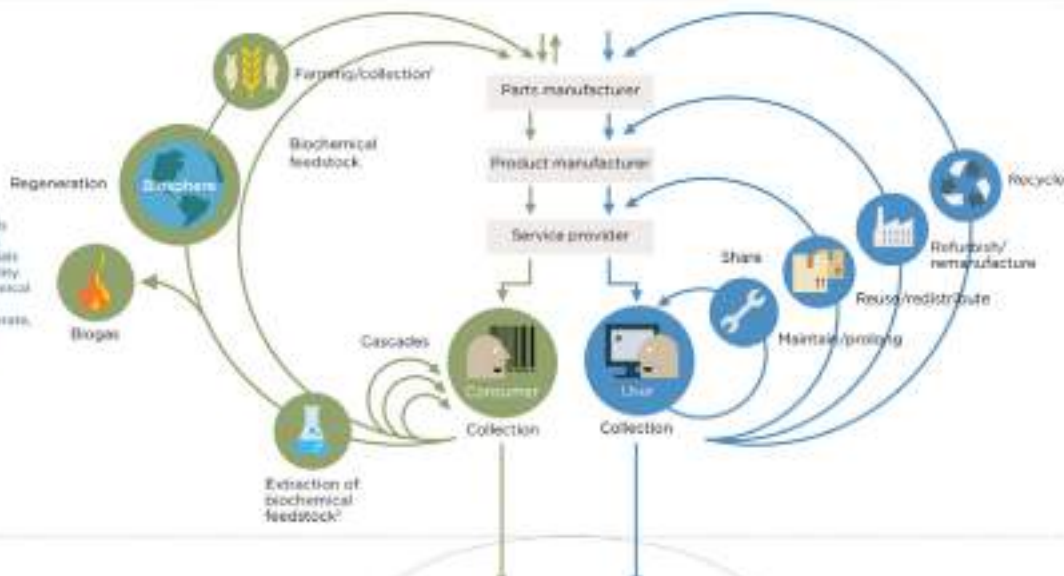 Farming/collection¹
Parts manufacturer
Biochemical
feedstock
Product manufacturer
Regeneration
Biosphere
Recycle
Service provider
Share
Refurbish/
remanufacture
Reuse/redistribute
Biogas
Maintain/prolong
Cascades
Consumer
User
Collection
Collection
Extraction of
biochemical
feedstock²